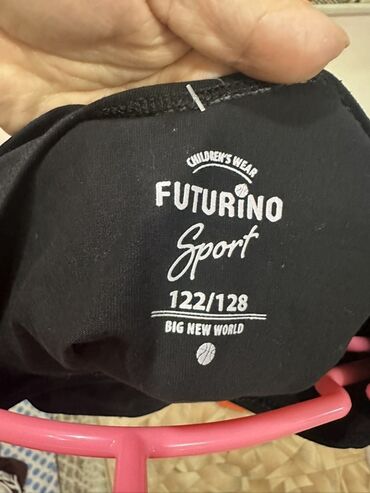 CHILDREN'S WEAR
FUTURiNO
Sport
122/128
BIG NEW WORLD